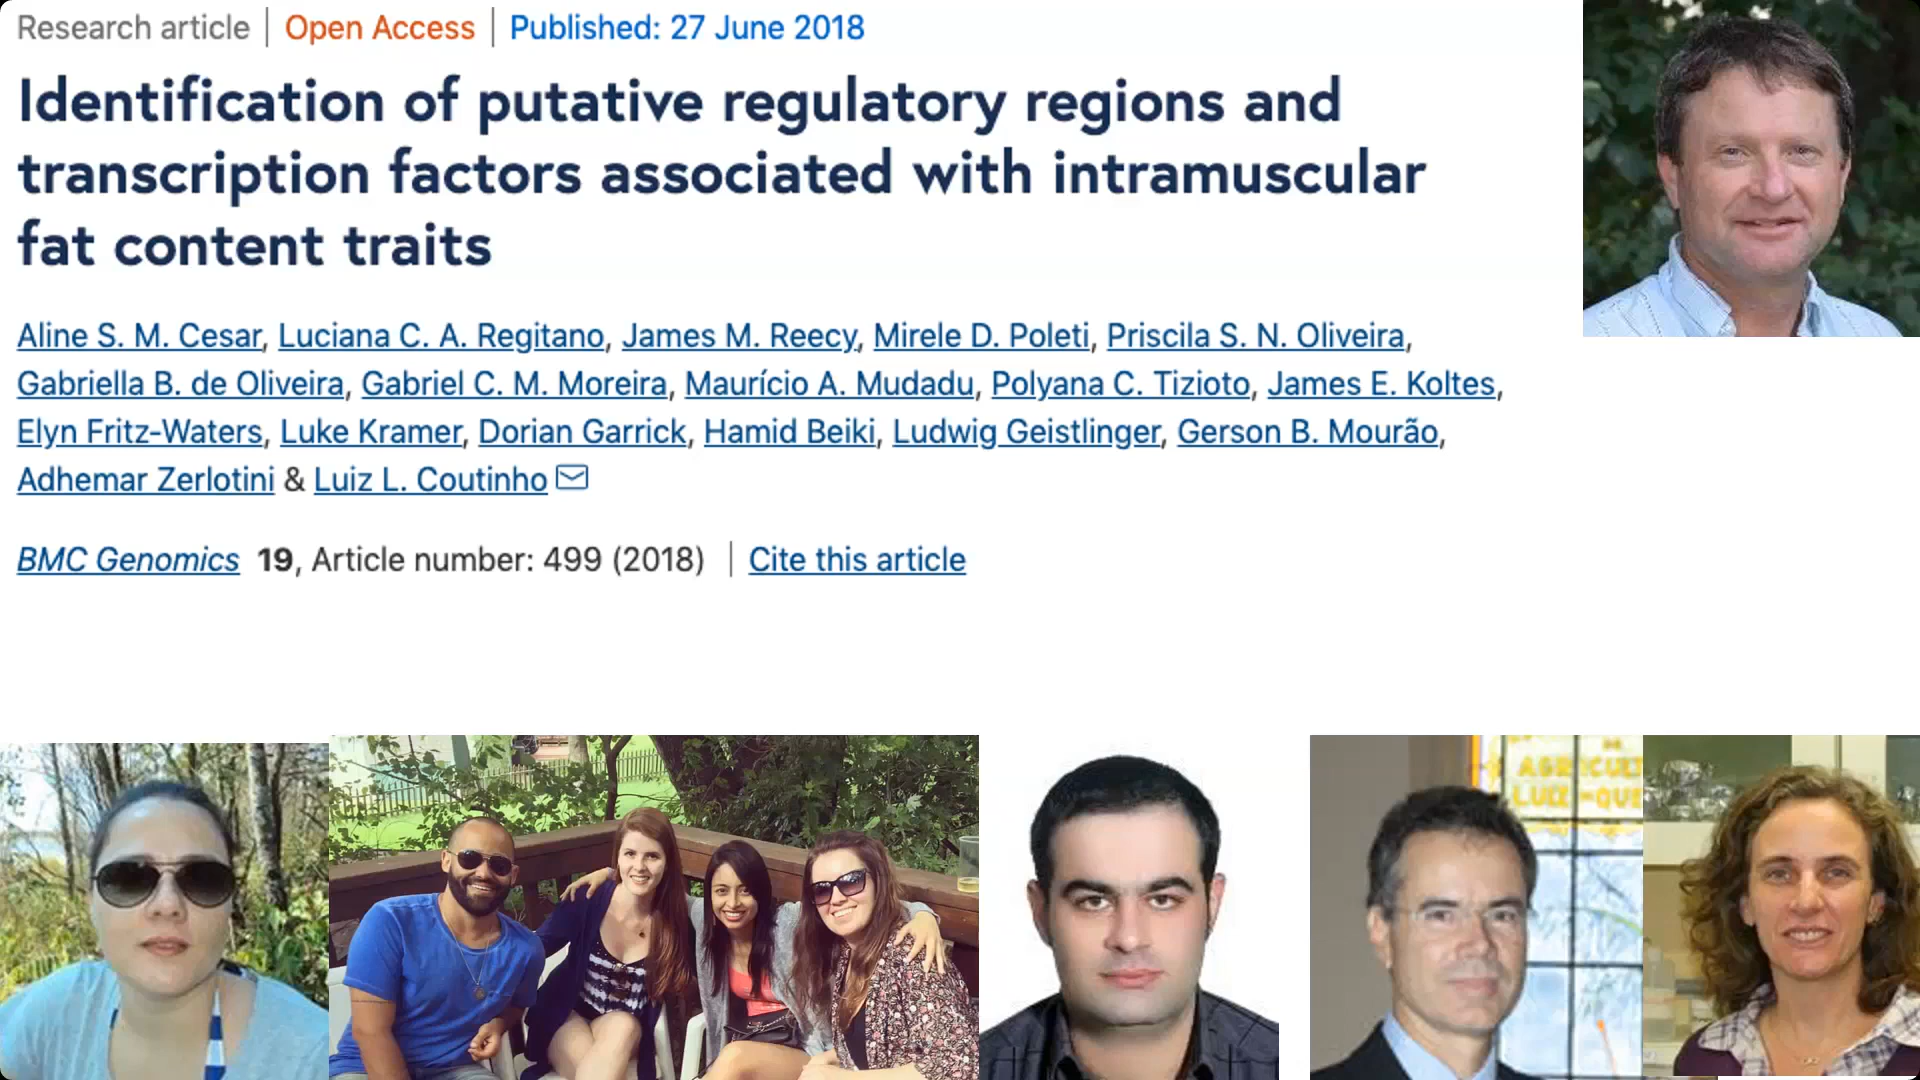 Research article | Open Access | Published: 27 June 2018
Identification of putative regulatory regions and
transcription factors associated with intramuscular
fat content traits
Aline S. M. Cesar, Luciana C. A. Regitano, James M. Reecy, Mirele D. Poleti, Priscila S. N. Oliveira,
Gabriella B. de Oliveira, Gabriel C. M. Moreira, Maurício A. Mudadu, Polyana C. Tizioto, James E. Koltes,
Elyn Fritz-Waters, Luke Kramer, Dorian Garrick, Hamid Beiki, Ludwig Geistlinger, Gerson B. Mourão,
Adhemar Zerlotini & Luiz L. Coutinho
BMC Genomics 19, Article number: 499 (2018) | Cite this article